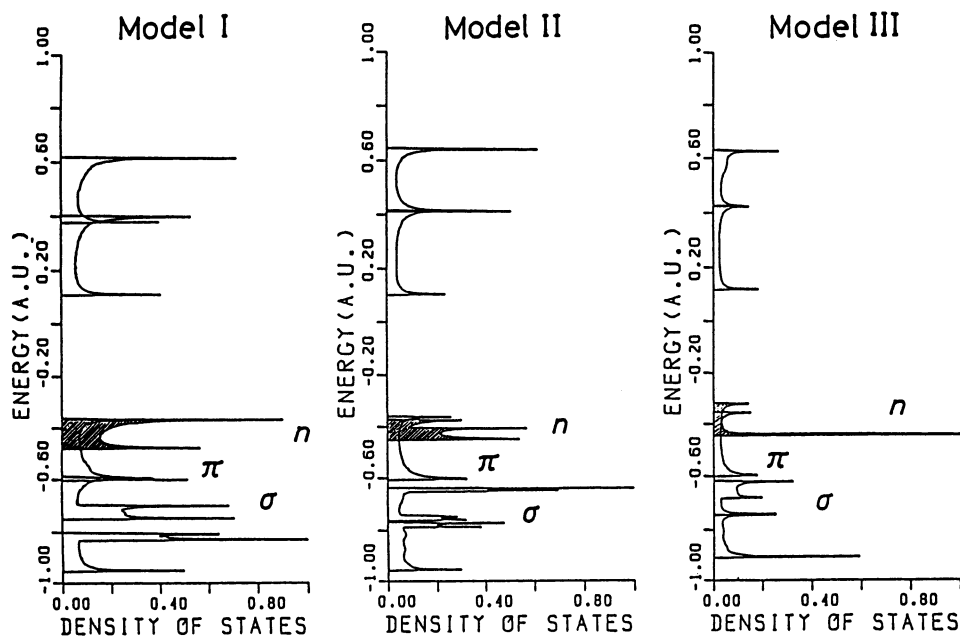 Model I
Model II
Model III
ENERGY(A.U.)
1.00
0.60
0.20
-0.20
-0.60
-1.00
n
π
σ
0.00 0.40 0.80
DENSITY OF STATES
ENERGY(A.U.)
1.00
0.60
0.20
-0.20
-0.60
-1.00
n
π
σ
0.00 0.40 0.80
DENSITY OF STATES
ENERGY(A.U.)
1.00
0.60
0.20
-0.20
-0.60
-1.00
n
π
σ
0.00 0.40 0.80
DENSITY OF STATES